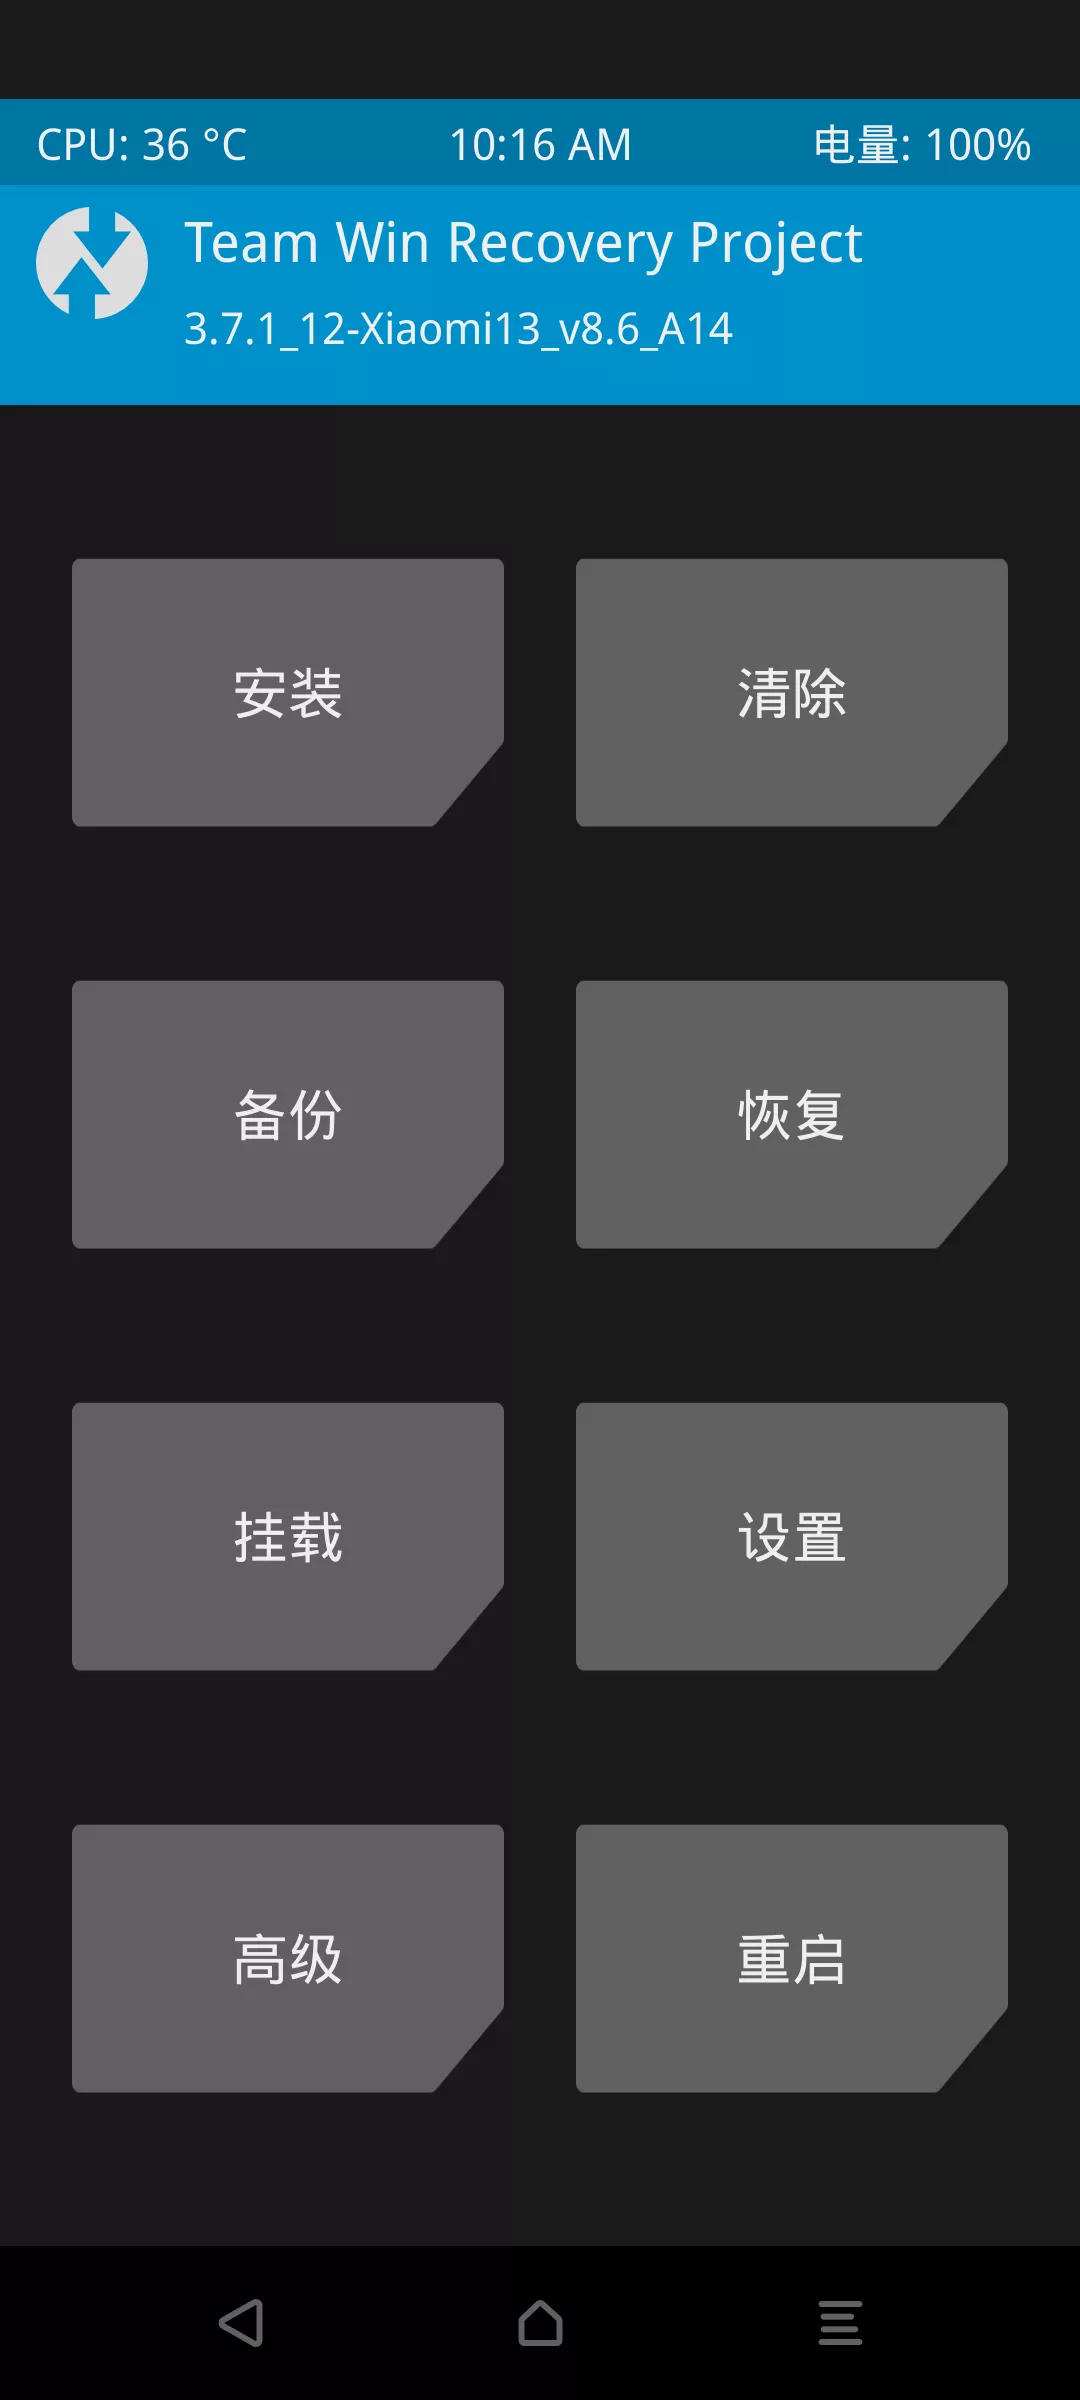 CPU: 36 °C 10:16 AM 电量: 100%
Team Win Recovery Project
3.7.1_12-Xiaomi13_v8.6_A14
安装 清除
备份 恢复
挂载 设置
高级 重启